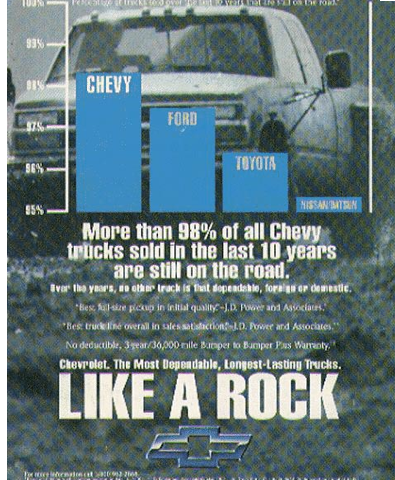 100% Percentage of trucks sold over the last 10 years that are still on the road.*
99%
98%
CHEVY
FORD
97%
TOYOTA
96%
NISSAN/DATSUN
95%
More than 98% of all Chevy
trucks sold in the last 10 years
are still on the road.
Over the years, no other truck is that dependable, foreign or domestic.
"Best full-size pickup in initial quality."–J.D. Power and Associates.
"Best truck line overall in sales satisfaction."–J.D. Power and Associates.
No deductible, 3-year/36,000-mile Bumper to Bumper Plus Warranty.
Chevrolet. The Most Dependable, Longest-Lasting Trucks.
LIKE A ROCK
For more information call